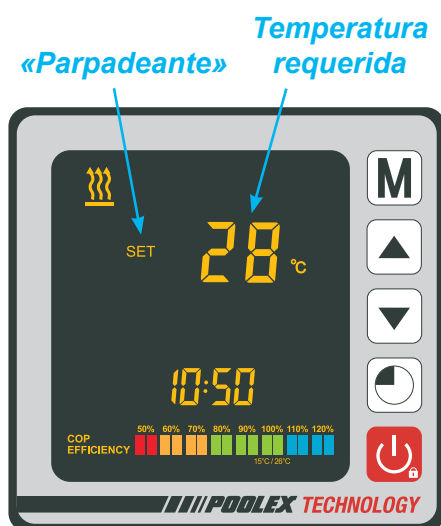 Temperatura
«Parpadeante» requerida
M
SET 28 °C
10:50
50% 60% 70% 80% 90% 100% 110% 120%
COP
EFFICIENCY
15°C / 26°C
POOLEX TECHNOLOGY